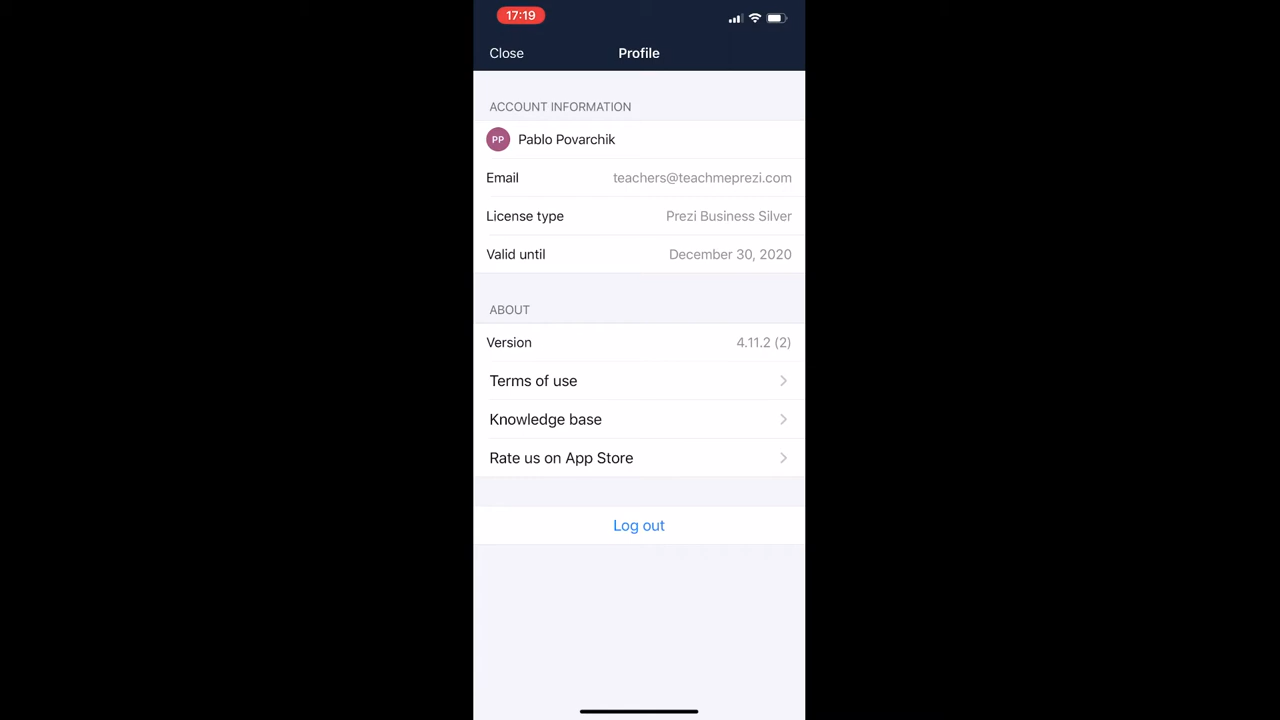 17:19
Close
Profile
ACCOUNT INFORMATION
PP Pablo Povarchik
Email teachers@teachmeprezi.com
License type Prezi Business Silver
Valid until December 30, 2020
ABOUT
Version 4.11.2 (2)
Terms of use
Knowledge base
Rate us on App Store
Log out